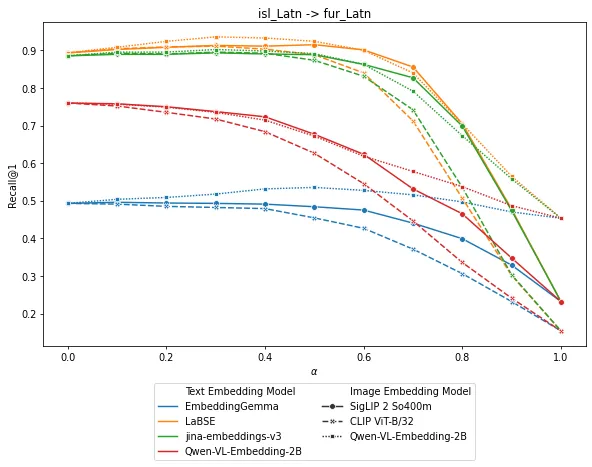 isl_Latn -> fur_Latn
Recall@1
0.9
0.8
0.7
0.6
0.5
0.4
0.3
0.2
0.0 0.2 0.4 0.6 0.8 1.0
α
Text Embedding Model Image Embedding Model
EmbeddingGemma SigLIP 2 So400m
LaBSE CLIP ViT-B/32
jina-embeddings-v3 Qwen-VL-Embedding-2B
Qwen-VL-Embedding-2B